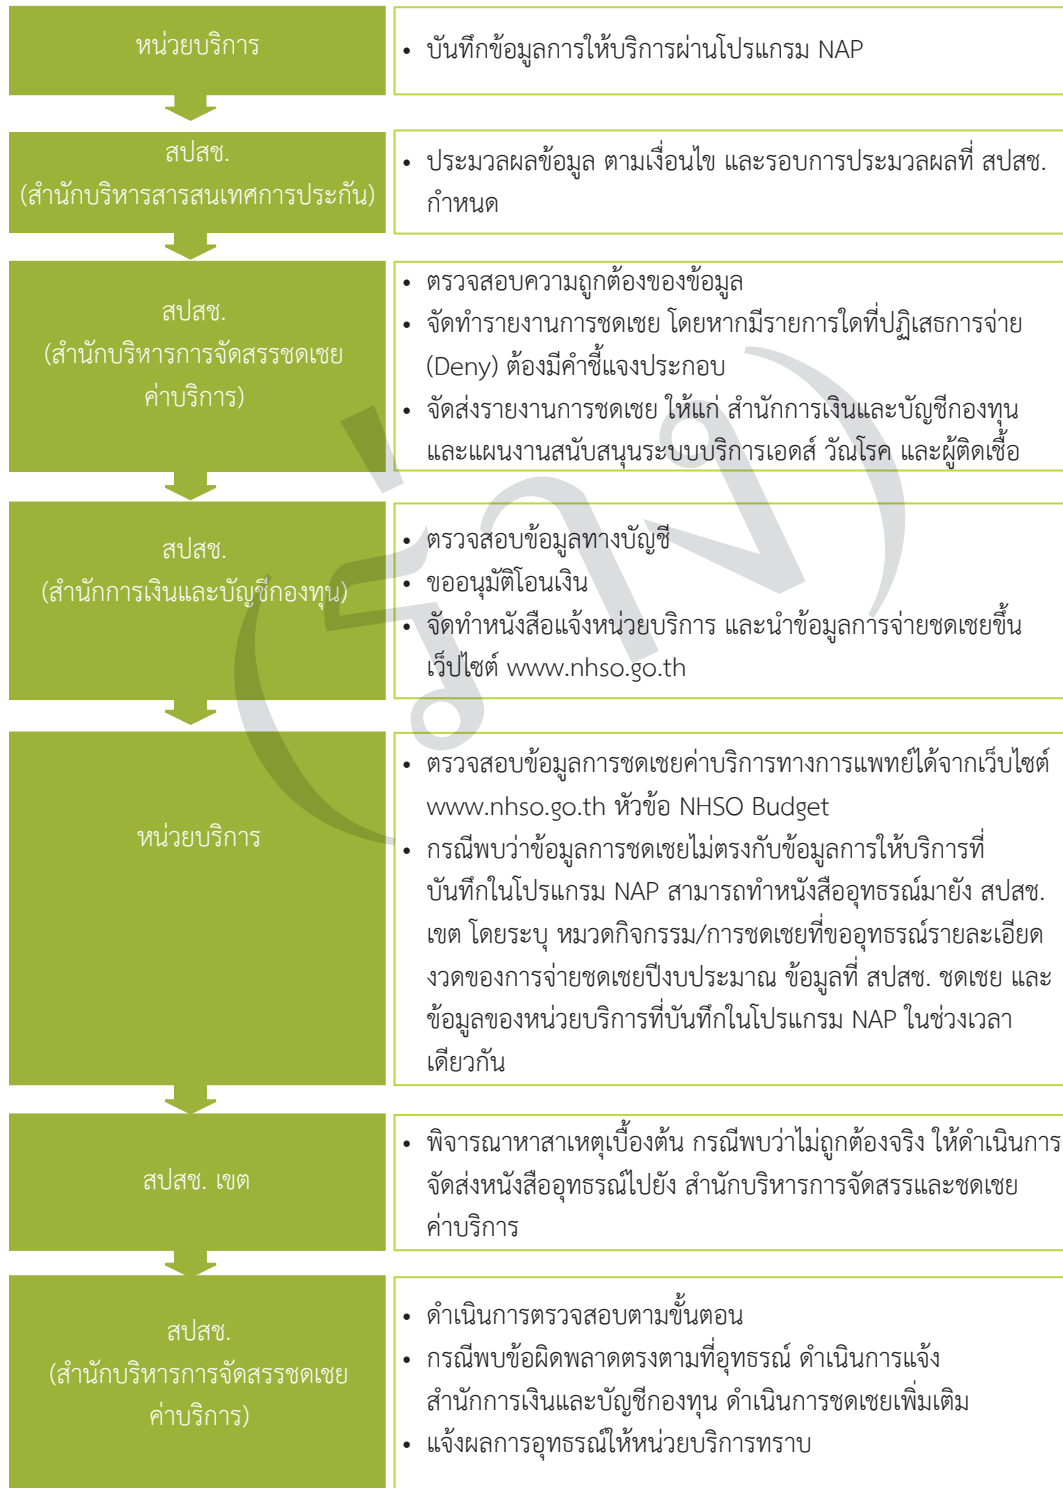 หน่วยบริการ
• บันทึกข้อมูลการให้บริการผ่านโปรแกรม NAP
สปสช.
(สำนักบริหารสารสนเทศการประกัน)
• ประมวลผลข้อมูล ตามเงื่อนไข และรอบการประมวลผลที่ สปสช.
กำหนด
สปสช.
(สำนักบริหารการจัดสรรชดเชย
ค่าบริการ)
• ตรวจสอบความถูกต้องของข้อมูล
• จัดทำรายงานการชดเชย โดยหากมีรายการใดที่ปฏิเสธการจ่าย
(Deny) ต้องมีคำชี้แจงประกอบ
• จัดส่งรายงานการชดเชย ให้แก่ สำนักการเงินและบัญชีกองทุน
และแผนงานสนับสนุนระบบบริการเอดส์ วัณโรค และผู้ติดเชื้อ
สปสช.
(สำนักการเงินและบัญชีกองทุน)
• ตรวจสอบข้อมูลทางบัญชี
• ขออนุมัติโอนเงิน
• จัดทำหนังสือแจ้งหน่วยบริการ และนำข้อมูลการจ่ายชดเชยขึ้น
เว็ปไซต์ www.nhso.go.th
(ร่าง)
หน่วยบริการ
• ตรวจสอบข้อมูลการชดเชยค่าบริการทางการแพทย์ได้จากเว็บไซต์
www.nhso.go.th หัวข้อ NHSO Budget
• กรณีพบว่าข้อมูลการชดเชยไม่ตรงกับข้อมูลการให้บริการที่
บันทึกในโปรแกรม NAP สามารถทำหนังสืออุทธรณ์มายัง สปสช.
เขต โดยระบุ หมวดกิจกรรม/การชดเชยที่ขออุทธรณ์รายละเอียด
งวดของการจ่ายชดเชยปีงบประมาณ ข้อมูลที่ สปสช. ชดเชย และ
ข้อมูลของหน่วยบริการที่บันทึกในโปรแกรม NAP ในช่วงเวลา
เดียวกัน
สปสช. เขต
• พิจารณาหาสาเหตุเบื้องต้น กรณีพบว่าไม่ถูกต้องจริง ให้ดำเนินการ
จัดส่งหนังสืออุทธรณ์ไปยัง สำนักบริหารการจัดสรรและชดเชย
ค่าบริการ
สปสช.
(สำนักบริหารการจัดสรรชดเชย
ค่าบริการ)
• ดำเนินการตรวจสอบตามขั้นตอน
• กรณีพบข้อผิดพลาดตรงตามที่อุทธรณ์ ดำเนินการแจ้ง
สำนักการเงินและบัญชีกองทุน ดำเนินการชดเชยเพิ่มเติม
• แจ้งผลการอุทธรณ์ให้หน่วยบริการทราบ